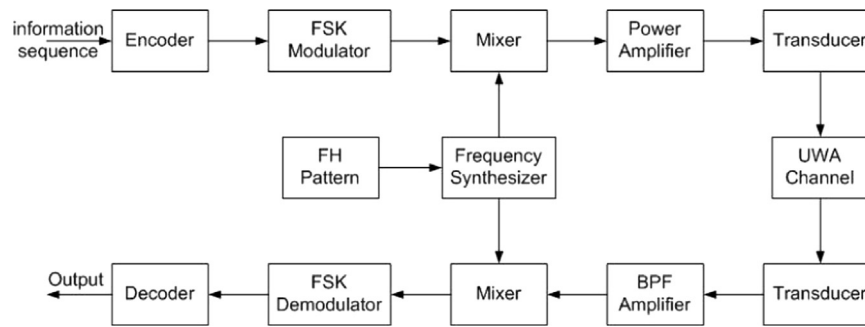 information
sequence
Encoder
FSK
Modulator
Mixer
Power
Amplifier
Transducer
FH
Pattern
Frequency
Synthesizer
UWA
Channel
Output
Decoder
FSK
Demodulator
Mixer
BPF
Amplifier
Transducer